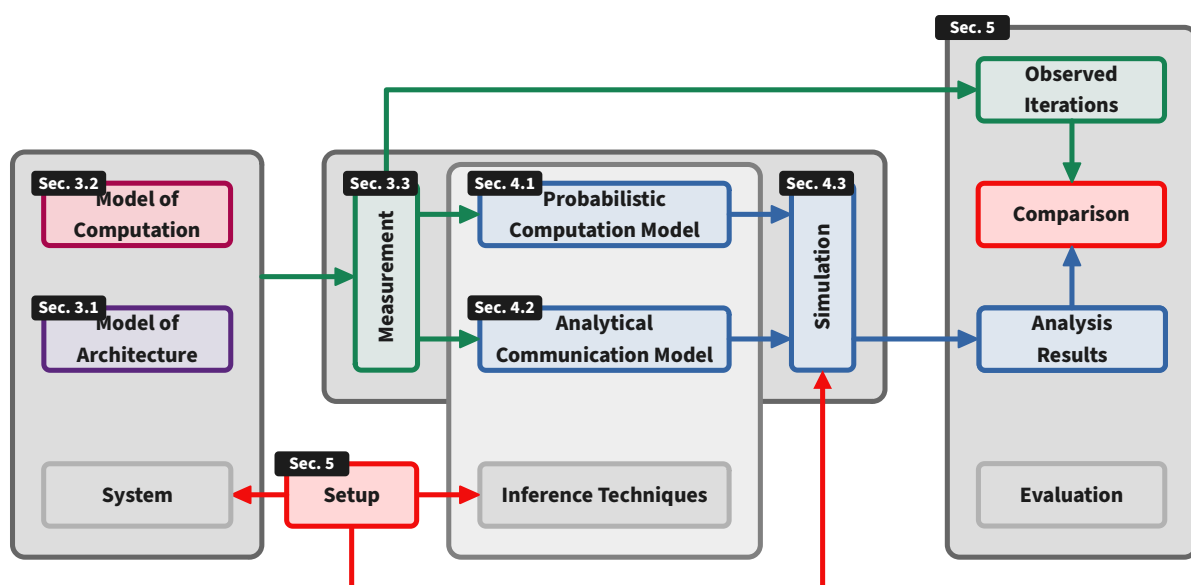 Sec. 5
Observed
Iterations
Sec. 3.2
Model of
Computation
Sec. 3.3
Measurement
Sec. 4.1
Probabilistic
Computation Model
Sec. 4.3
Simulation
Comparison
Sec. 3.1
Model of
Architecture
Sec. 4.2
Analytical
Communication Model
Analysis
Results
System
Sec. 5
Setup
Inference Techniques
Evaluation